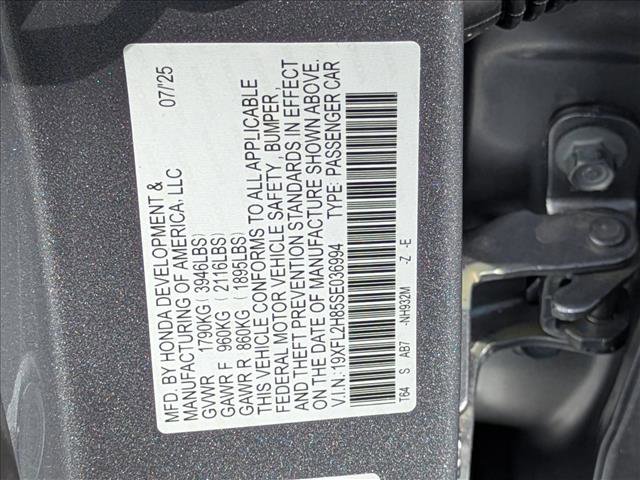 MFD. BY HONDA DEVELOPMENT & 07/'25
MANUFACTURING OF AMERICA, LLC
GVWR 1790KG ( 3946LBS)
GAWR F 960KG ( 2116LBS)
GAWR R 860KG ( 1896LBS)
THIS VEHICLE CONFORMS TO ALL APPLICABLE
FEDERAL MOTOR VEHICLE SAFETY, BUMPER,
AND THEFT PREVENTION STANDARDS IN EFFECT
ON THE DATE OF MANUFACTURE SHOWN ABOVE.
V.I.N: 19XFL2H85SE036994 TYPE: PASSENGER CAR
T64 S AB7 -NH932M -Z -E